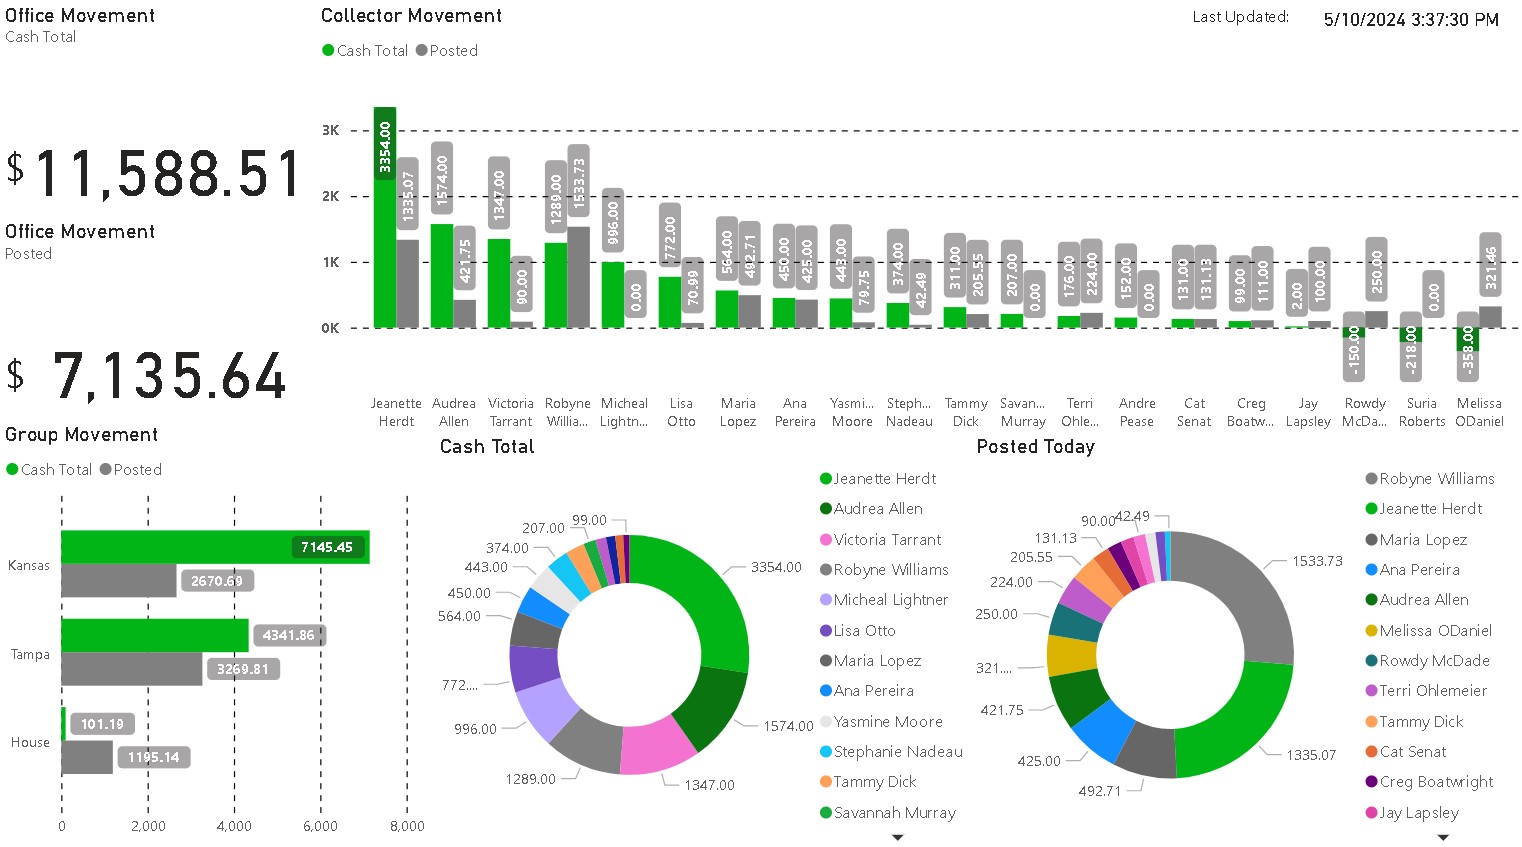 Office Movement
Cash Total
$ 11,588.51
Office Movement
Posted
$ 7,135.64
Collector Movement
Cash Total Posted
Last Updated: 5/10/2024 3:37:30 PM
3K
2K
1K
0K
3354.00 1335.07 1574.00 421.75 1347.00 90.00 1289.00 1533.73 996.00 0.00 772.00 70.99 564.00 492.71 450.00 425.00 443.00 79.75 374.00 42.49 311.00 205.55 207.00 0.00 176.00 224.00 152.00 0.00 131.00 131.13 99.00 111.00 2.00 100.00 -150.00 250.00 -218.00 0.00 -358.00 321.46
Jeanette Audrea Victoria Robyne Micheal Lisa Maria Ana Yasmi... Steph... Tammy Savan... Terri Andre Cat Creg Jay Rowdy Suria Melissa
Herdt Allen Tarrant Willia... Lightn... Otto Lopez Pereira Moore Nadeau Dick Murray Ohle... Pease Senat Boatw... Lapsley McDa... Roberts ODaniel
Group Movement
Cash Total Posted
Kansas
7145.45
2670.69
Tampa
4341.86
3269.81
House
101.19
1195.14
0 2,000 4,000 6,000 8,000
Cash Total
99.00
207.00
374.00
443.00
450.00
564.00
772....
996.00
1289.00
1347.00
1574.00
3354.00
Jeanette Herdt
Audrea Allen
Victoria Tarrant
Robyne Williams
Micheal Lightner
Lisa Otto
Maria Lopez
Ana Pereira
Yasmine Moore
Stephanie Nadeau
Tammy Dick
Savannah Murray
Posted Today
42.49
90.00
131.13
205.55
224.00
250.00
321....
421.75
425.00
492.71
1335.07
1533.73
Robyne Williams
Jeanette Herdt
Maria Lopez
Ana Pereira
Audrea Allen
Melissa ODaniel
Rowdy McDade
Terri Ohlemeier
Tammy Dick
Cat Senat
Creg Boatwright
Jay Lapsley